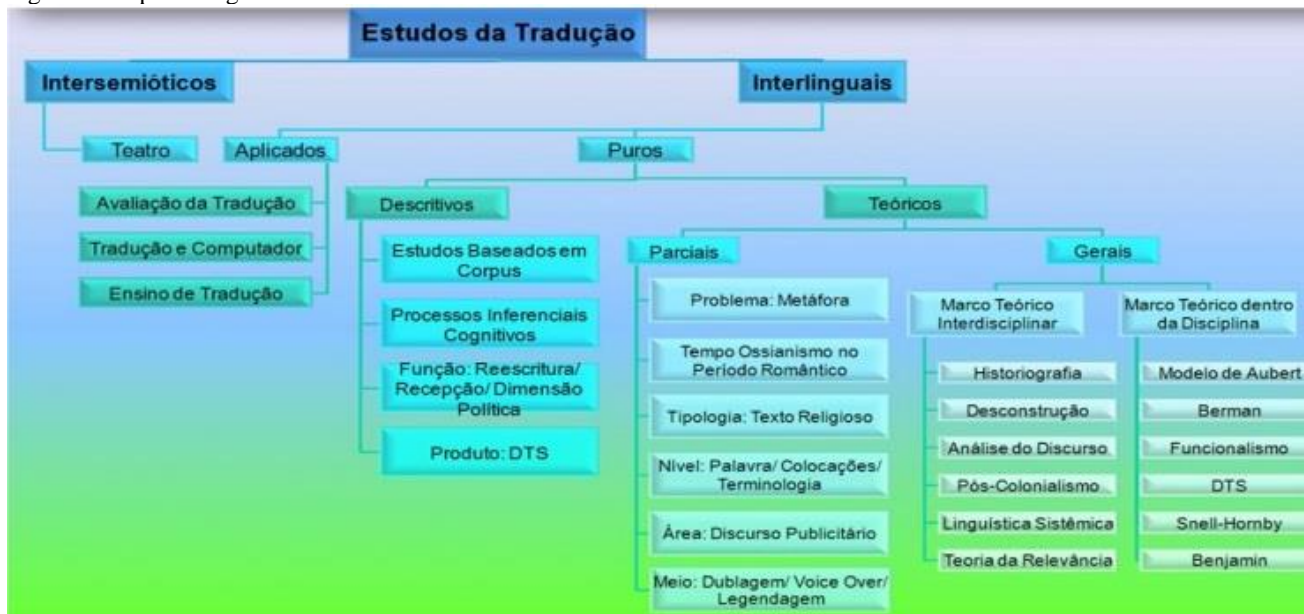 Estudos da Tradução
Intersemióticos
Interlinguais
Teatro
Aplicados
Puros
Avaliação da Tradução
Tradução e Computador
Ensino de Tradução
Descritivos
Teóricos
Estudos Baseados em
Corpus
Processos Inferenciais
Cognitivos
Função: Reescritura/
Recepção/ Dimensão
Política
Produto: DTS
Parciais
Gerais
Problema: Metáfora
Tempo Ossianismo no
Período Romântico
Tipologia: Texto Religioso
Nível: Palavra/ Colocações/
Terminologia
Área: Discurso Publicitário
Meio: Dublagem/ Voice Over/
Legendagem
Marco Teórico
Interdisciplinar
Historiografia
Desconstrução
Análise do Discurso
Pós-Colonialismo
Linguística Sistêmica
Teoria da Relevância
Marco Teórico dentro
da Disciplina
Modelo de Aubert
Berman
Funcionalismo
DTS
Snell-Hornby
Benjamin